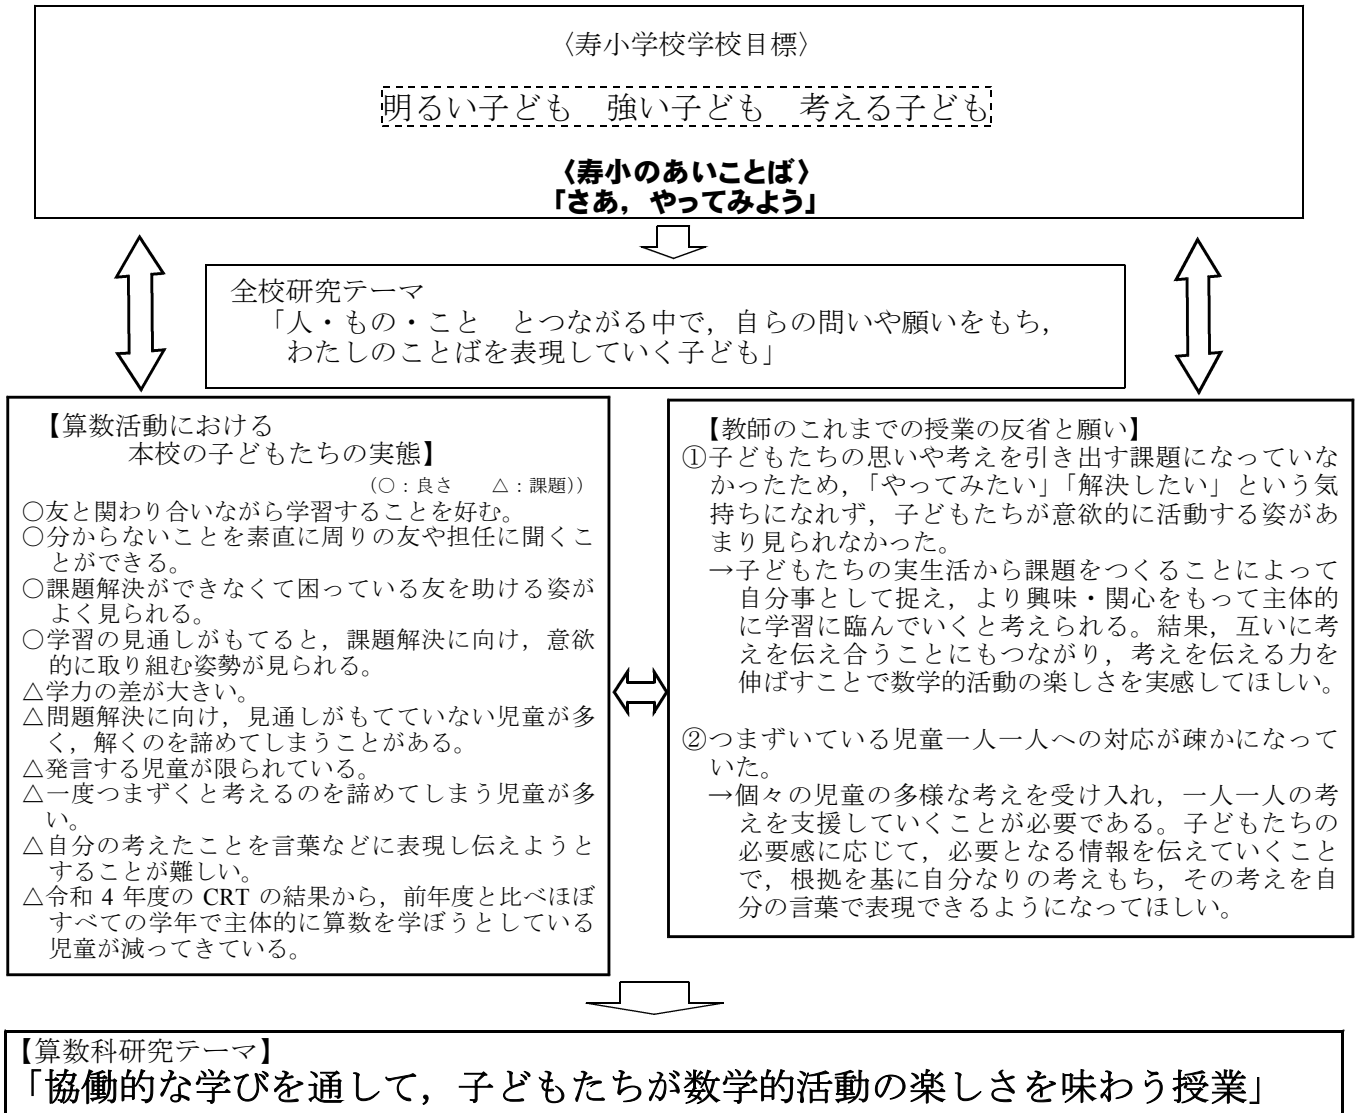 〈寿小学校学校目標〉
明るい子ども　強い子ども　考える子ども
〈寿小のあいことば〉
「さあ，やってみよう」
全校研究テーマ
「人・もの・こと　とつながる中で，自らの問いや願いをもち，
わたしのことばを表現していく子ども」
【算数活動における
本校の子どもたちの実態】
（○：良さ　△：課題））
○友と関わり合いながら学習することを好む。
○分からないことを素直に周りの友や担任に聞くこ
とができる。
○課題解決ができなくて困っている友を助ける姿が
よく見られる。
○学習の見通しがもてると，課題解決に向け，意欲
的に取り組む姿勢が見られる。
△学力の差が大きい。
△問題解決に向け，見通しがもてていない児童が多
く，解くのを諦めてしまうことがある。
△発言する児童が限られている。
△一度つまずくと考えるのを諦めてしまう児童が多
い。
△自分の考えたことを言葉などに表現し伝えようと
することが難しい。
△令和 4 年度の CRT の結果から，前年度と比べほぼ
すべての学年で主体的に算数を学ぼうとしている
児童が減ってきている。
【教師のこれまでの授業の反省と願い】
①子どもたちの思いや考えを引き出す課題になっていな
かったため，「やってみたい」「解決したい」という気
持ちになれず，子どもたちが意欲的に活動する姿があ
まり見られなかった。
→子どもたちの実生活から課題をつくることによって
自分事として捉え，より興味・関心をもって主体的
に学習に臨んでいくと考えられる。結果，互いに考
えを伝え合うことにもつながり，考えを伝える力を
伸ばすことで数学的活動の楽しさを実感してほしい。
②つまずいている児童一人一人への対応が疎かになって
いた。
→個々の児童の多様な考えを受け入れ，一人一人の考
えを支援していくことが必要である。子どもたちの
必要感に応じて，必要となる情報を伝えていくこと
で，根拠を基に自分なりの考えもち，その考えを自
分の言葉で表現できるようになってほしい。
【算数科研究テーマ】
「協働的な学びを通して，子どもたちが数学的活動の楽しさを味わう授業」